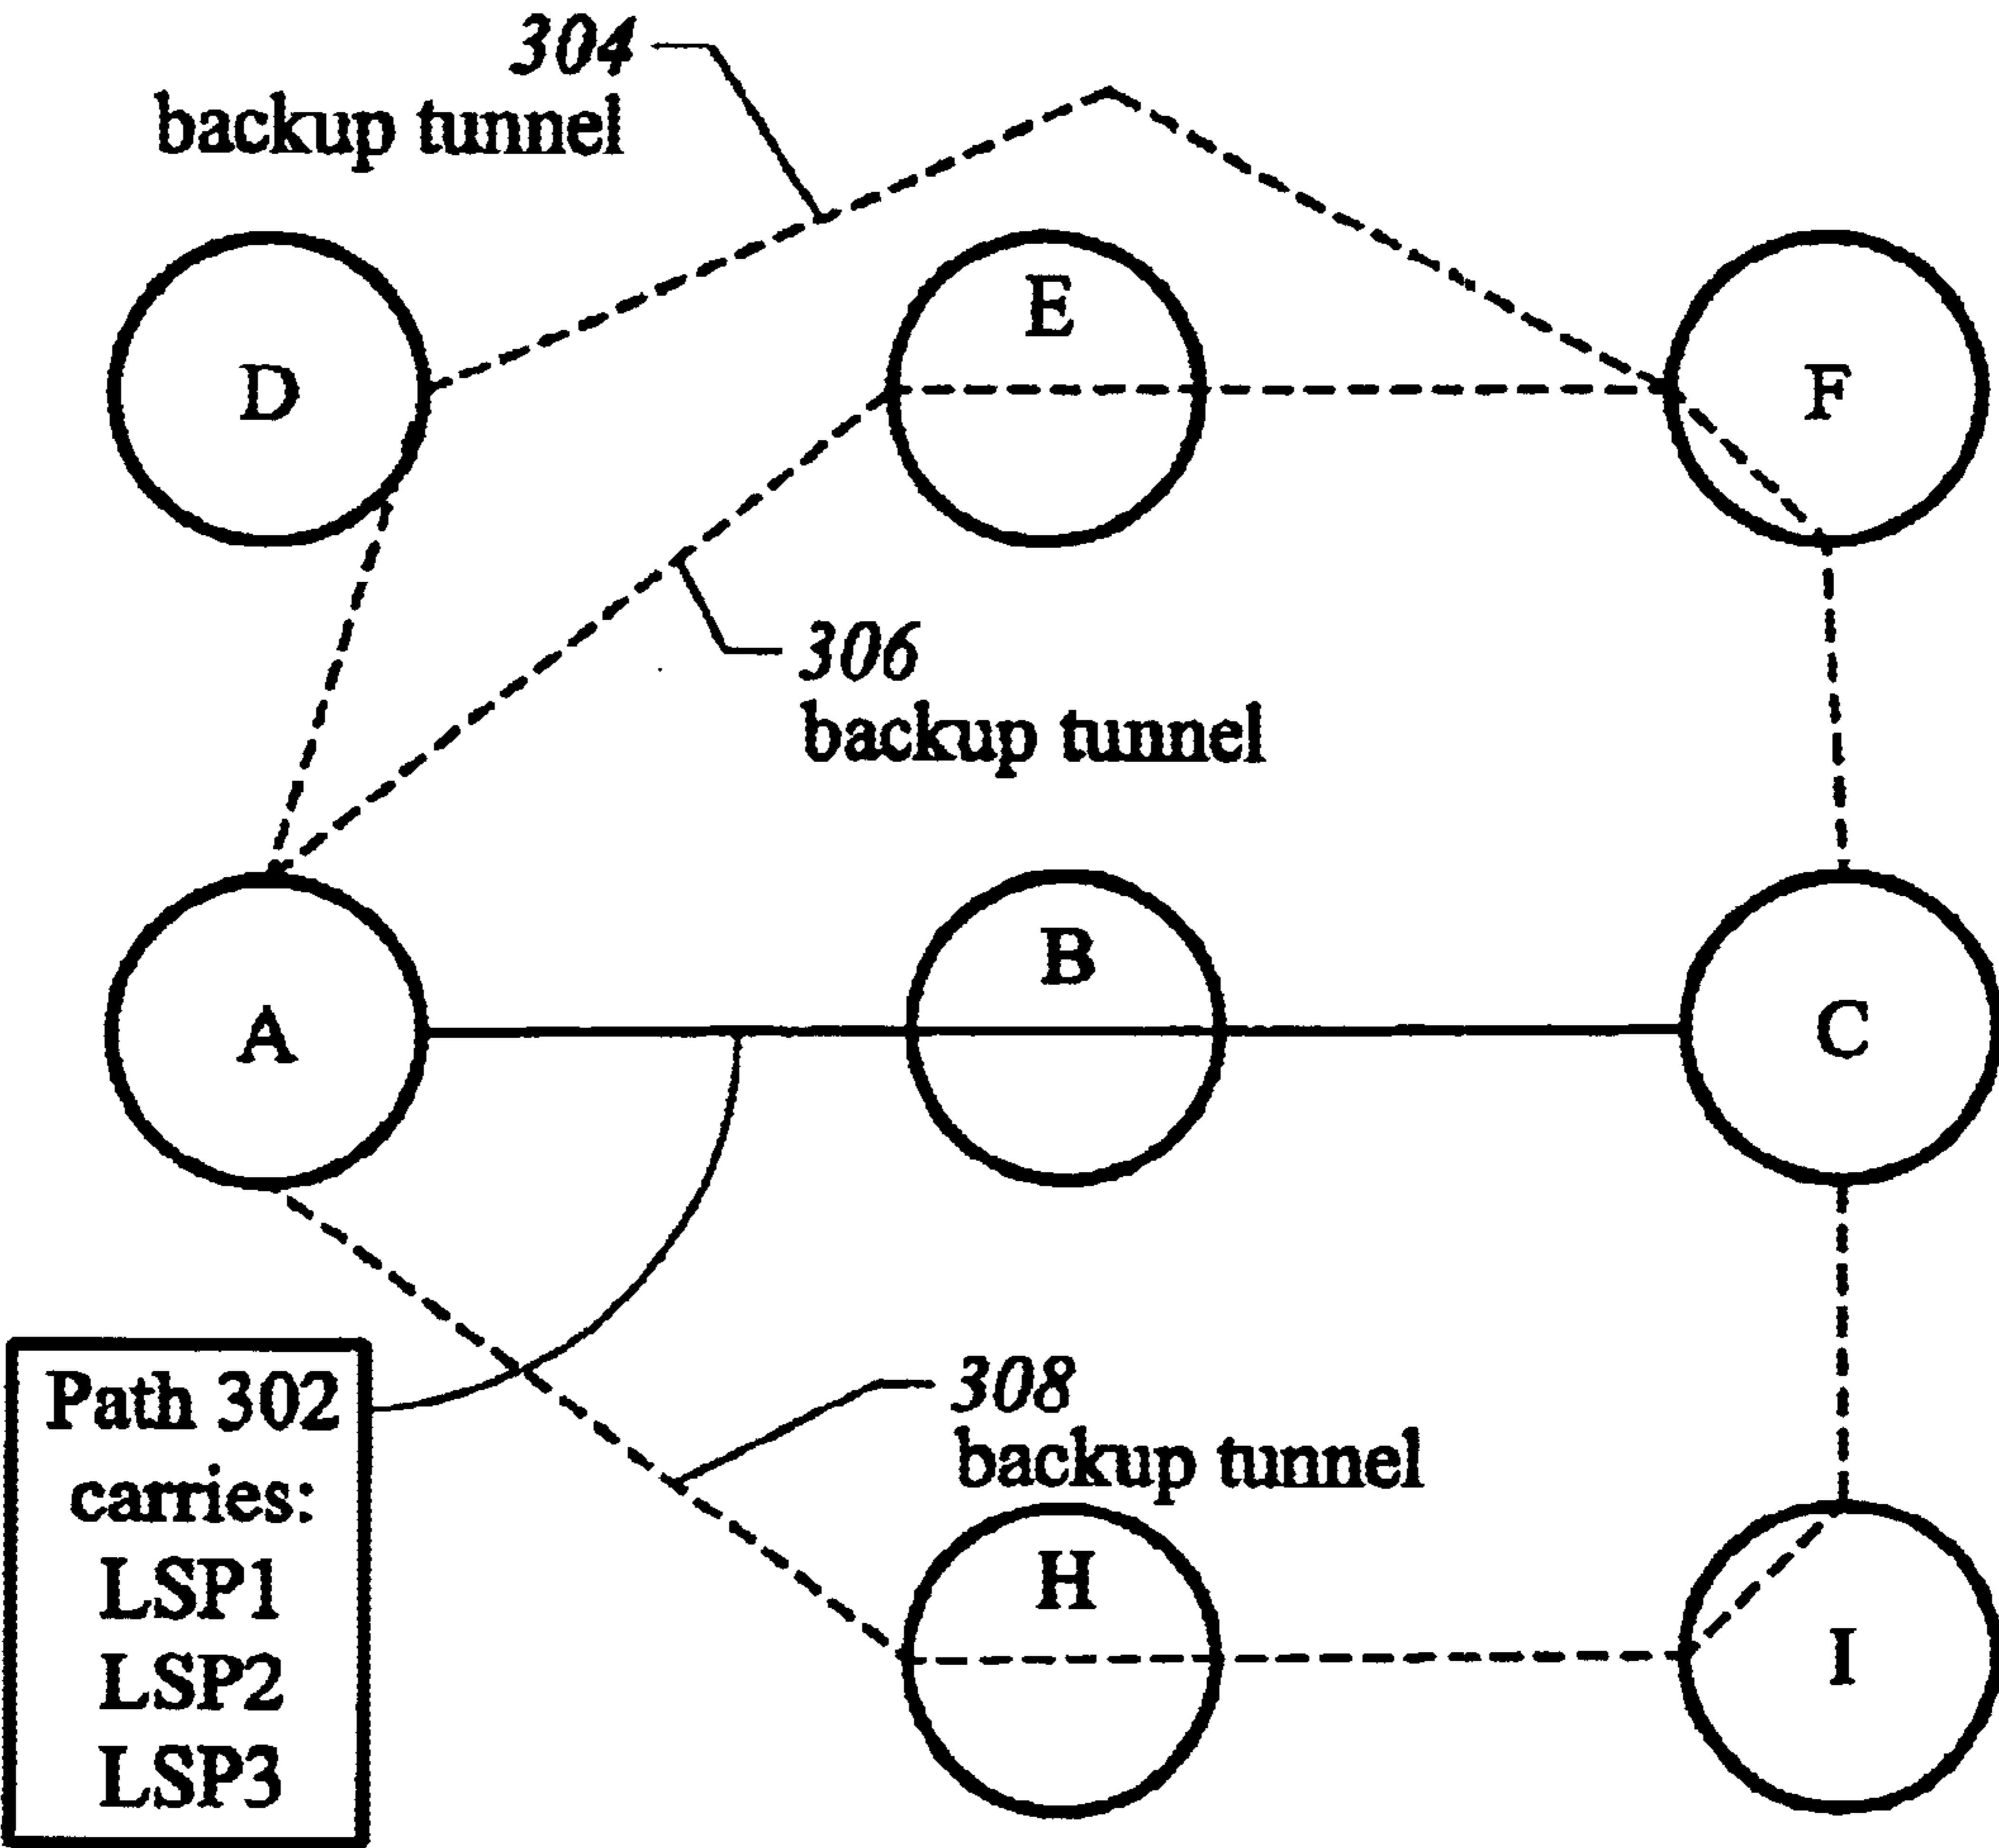 304
backup tunnel
D
E
F
306
backup tunnel
A
B
C
308
backup tunnel
Path 302
carries:
LSP1
LSP2
LSP3
H
I